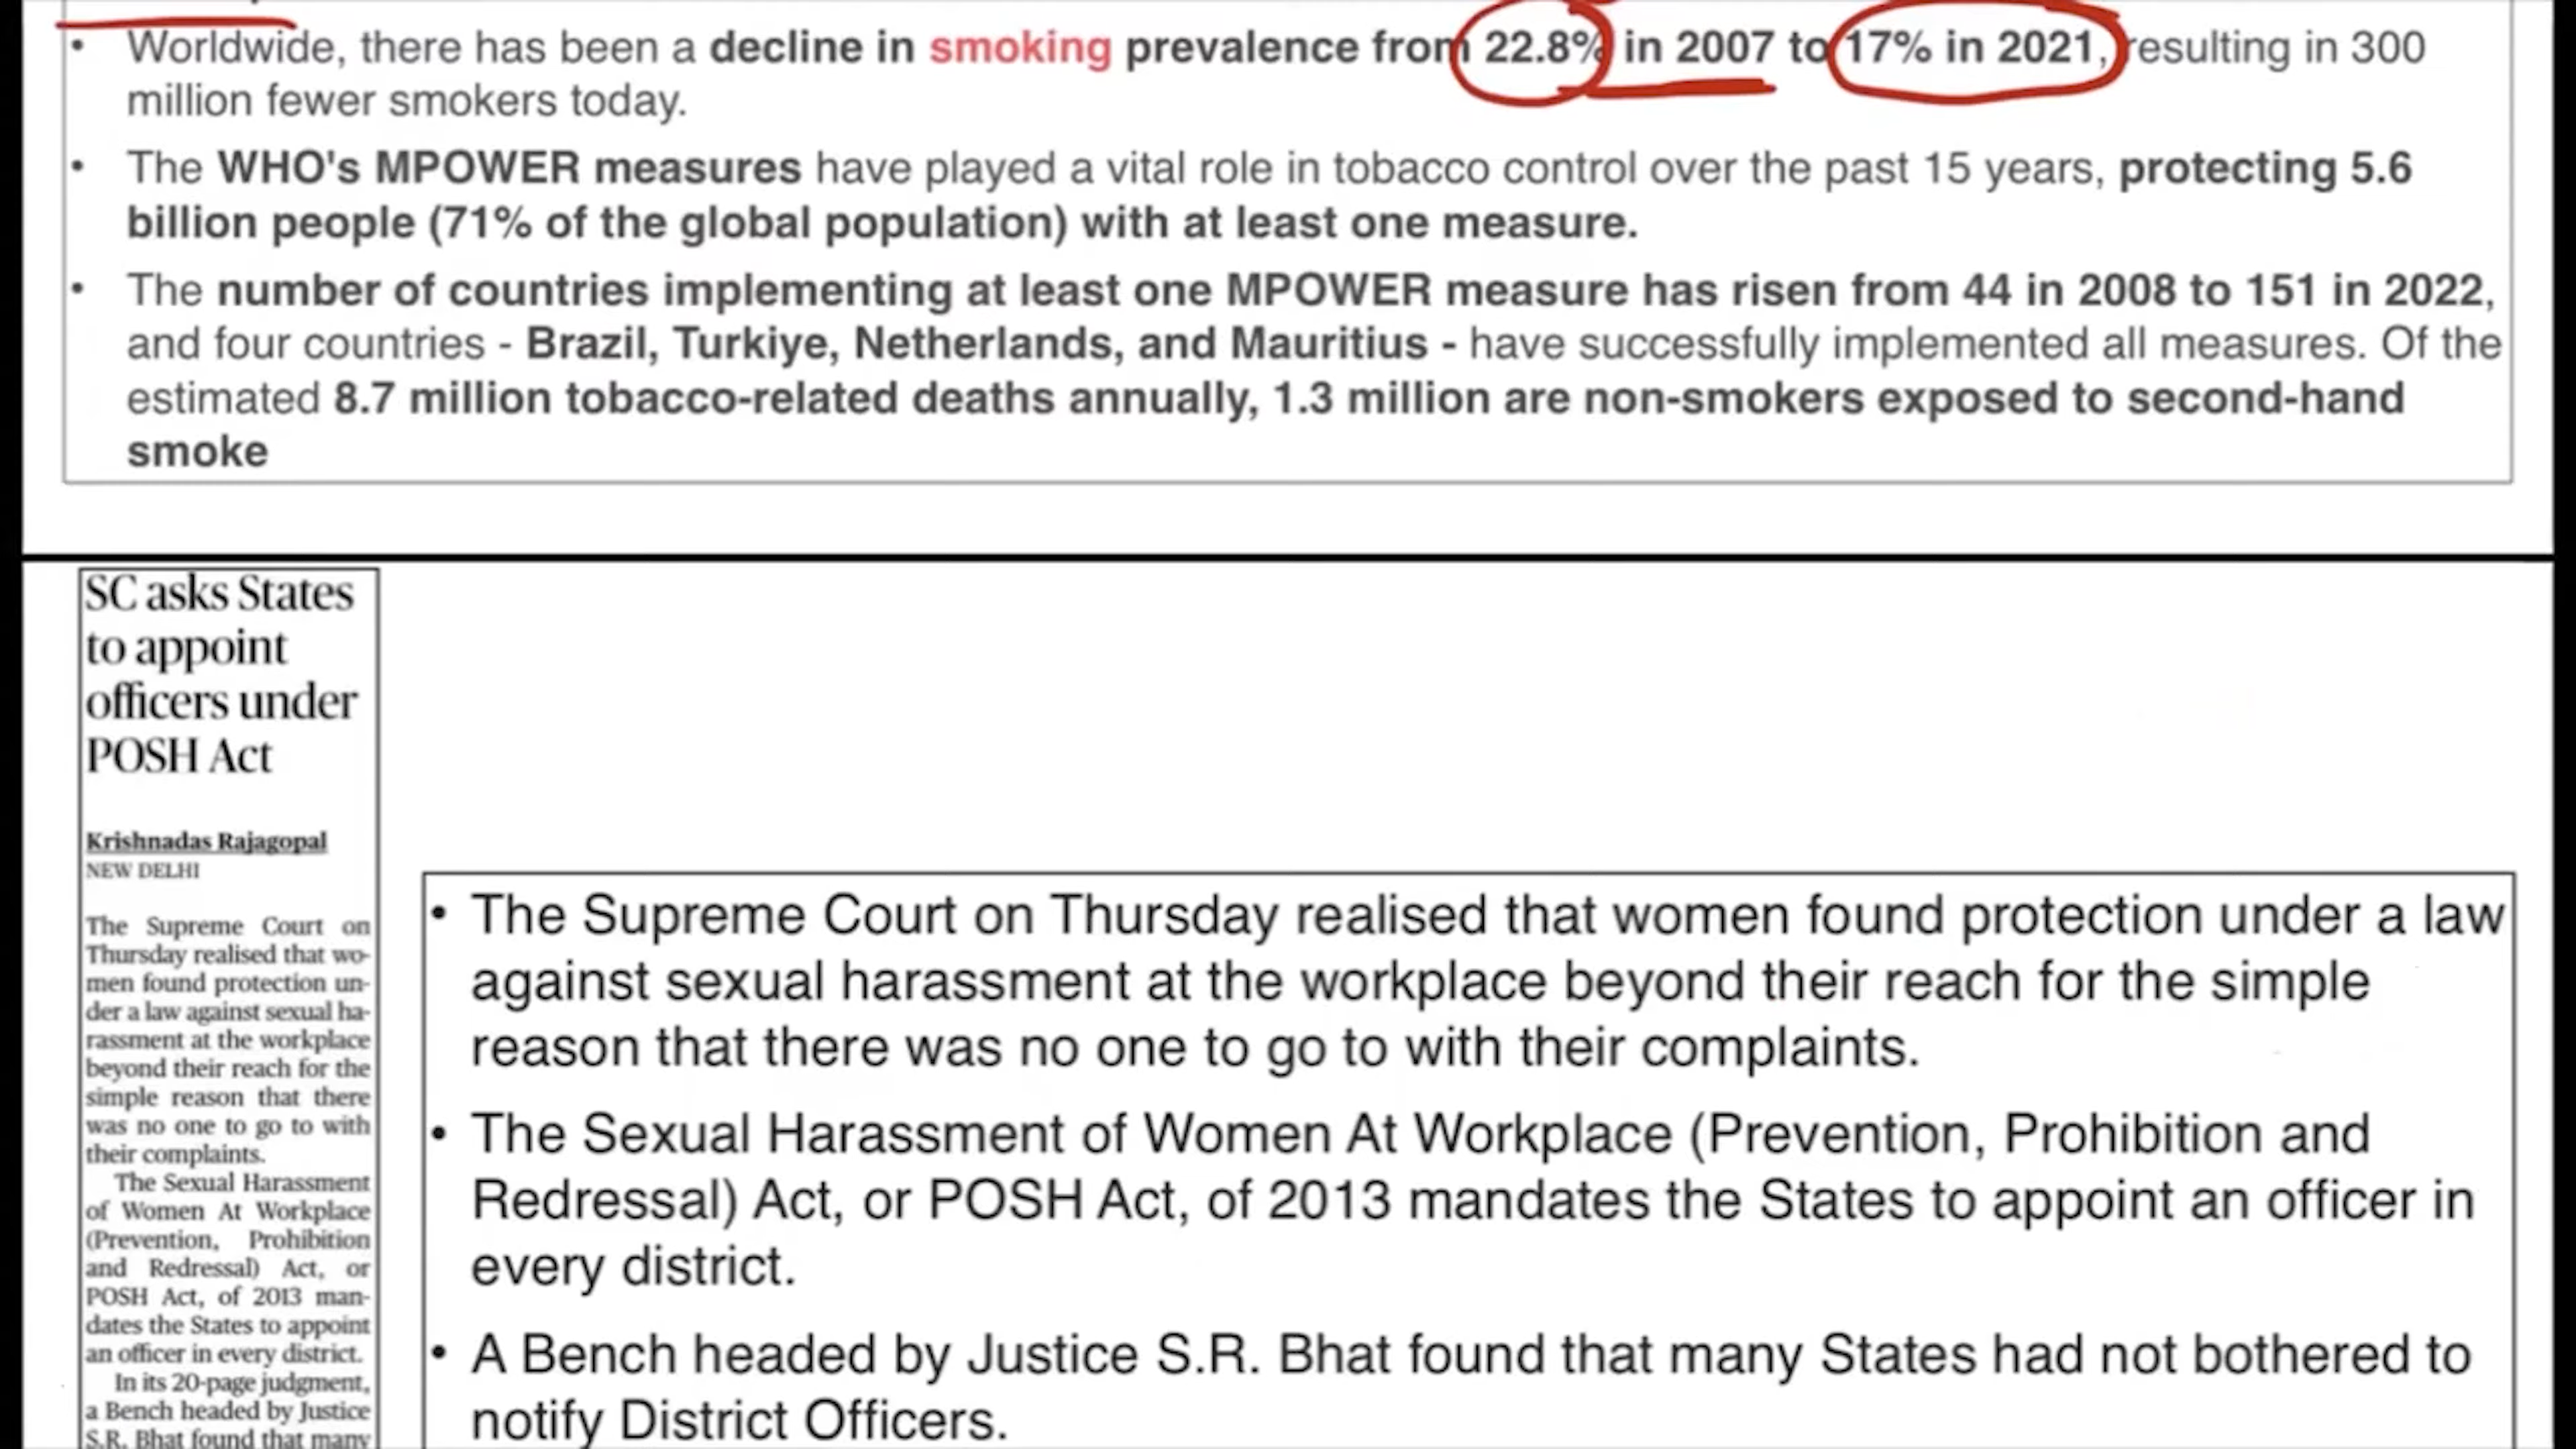 • Worldwide, there has been a decline in smoking prevalence from 22.8% in 2007 to 17% in 2021, resulting in 300
million fewer smokers today.
• The WHO's MPOWER measures have played a vital role in tobacco control over the past 15 years, protecting 5.6
billion people (71% of the global population) with at least one measure.
• The number of countries implementing at least one MPOWER measure has risen from 44 in 2008 to 151 in 2022,
and four countries - Brazil, Turkiye, Netherlands, and Mauritius - have successfully implemented all measures. Of the
estimated 8.7 million tobacco-related deaths annually, 1.3 million are non-smokers exposed to second-hand
smoke
SC asks States
to appoint
officers under
POSH Act
Krishnadas Rajagopal
NEW DELHI
The Supreme Court on
Thursday realised that wo-
men found protection un-
der a law against sexual ha-
rassment at the workplace
beyond their reach for the
simple reason that there
was no one to go to with
their complaints.
The Sexual Harassment
of Women At Workplace
(Prevention, Prohibition
and Redressal) Act, or
POSH Act, of 2013 man-
dates the States to appoint
an officer in every district.
In its 20-page judgment,
a Bench headed by Justice
S.R. Bhat found that many
• The Supreme Court on Thursday realised that women found protection under a law
against sexual harassment at the workplace beyond their reach for the simple
reason that there was no one to go to with their complaints.
• The Sexual Harassment of Women At Workplace (Prevention, Prohibition and
Redressal) Act, or POSH Act, of 2013 mandates the States to appoint an officer in
every district.
• A Bench headed by Justice S.R. Bhat found that many States had not bothered to
notify District Officers.